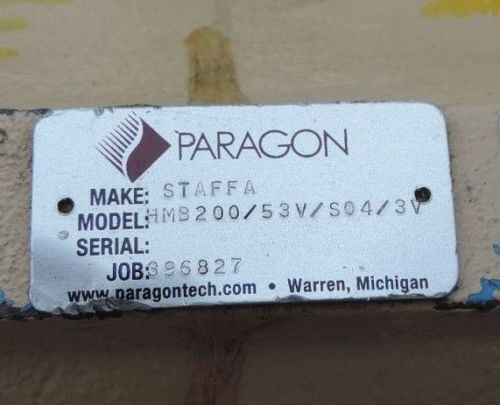 PARAGON
MAKE: STAFFA
MODEL: HMB200/53V/S04/3V
SERIAL:
JOB: 396827
www.paragontech.com • Warren, Michigan